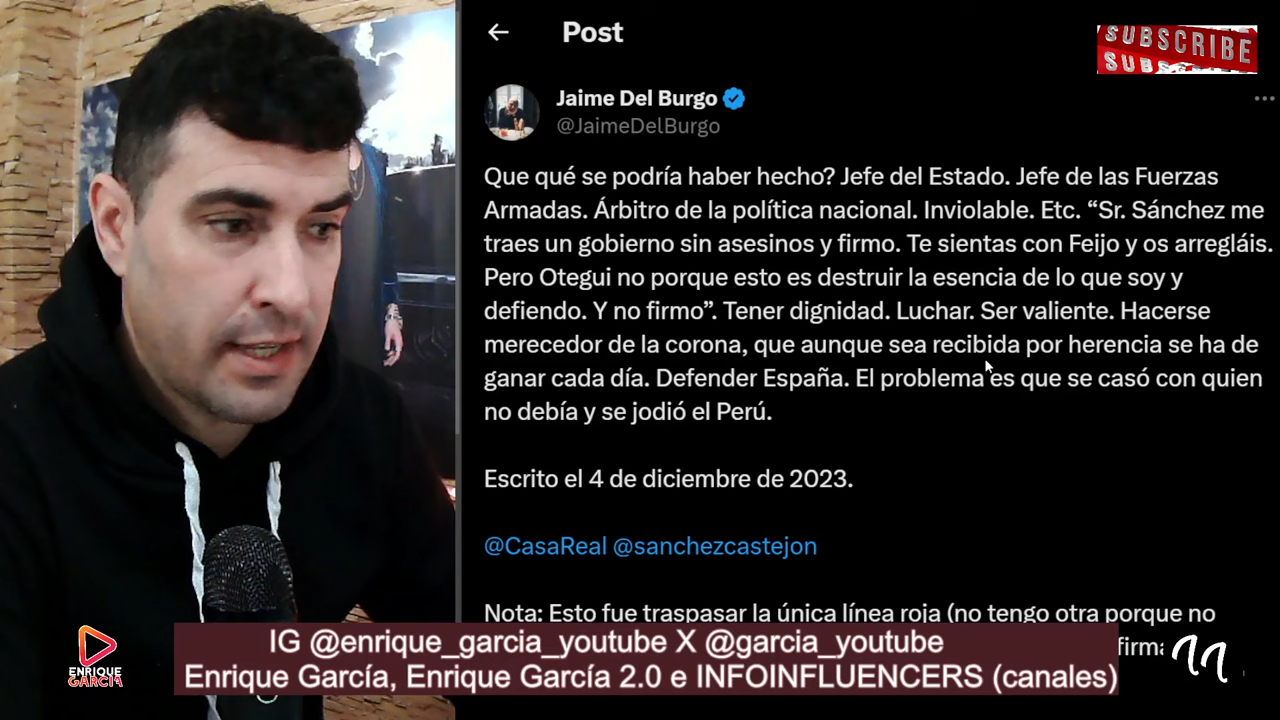 Post
SUBSCRIBE
SUBS
Jaime Del Burgo
@JaimeDelBurgo
Que qué se podría haber hecho? Jefe del Estado. Jefe de las Fuerzas
Armadas. Árbitro de la política nacional. Inviolable. Etc. “Sr. Sánchez me
traes un gobierno sin asesinos y firmo. Te sientas con Feijo y os arregláis.
Pero Otegui no porque esto es destruir la esencia de lo que soy y
defiendo. Y no firmo”. Tener dignidad. Luchar. Ser valiente. Hacerse
merecedor de la corona, que aunque sea recibida por herencia se ha de
ganar cada día. Defender España. El problema es que se casó con quien
no debía y se jodió el Perú.
Escrito el 4 de diciembre de 2023.
@CasaReal @sanchezcastejon
Nota: Esto fue traspasar la única línea roja (no tengo otra porque no
firma
IG @enrique_garcia_youtube X @garcia_youtube
Enrique García, Enrique García 2.0 e INFOINFLUENCERS (canales)
ENRIQUE
GARCÍA